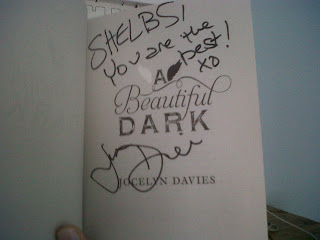 SHELBS!
You are the
best!
xo
A
Beautiful
DARK
JOCELYN DAVIES